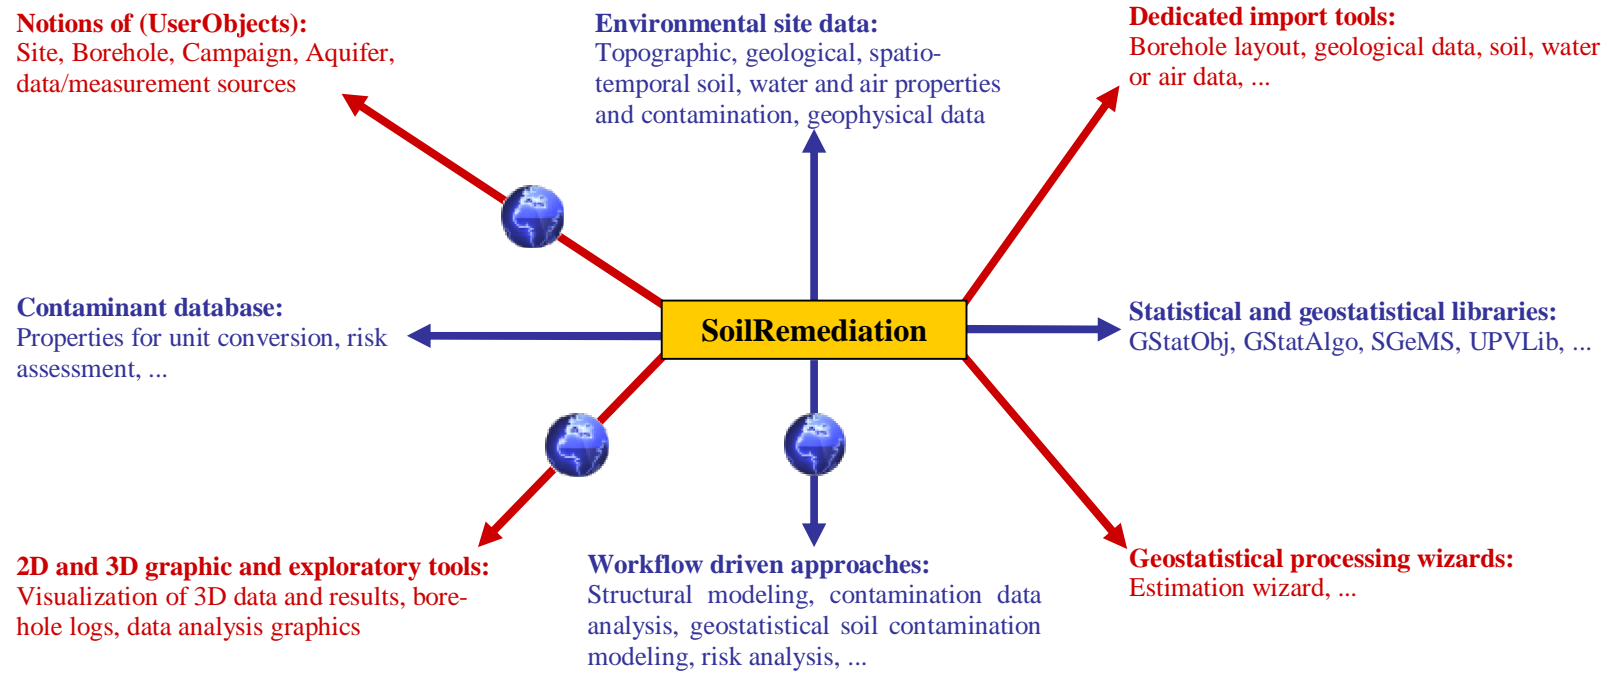 Notions of (UserObjects):
Site, Borehole, Campaign, Aquifer,
data/measurement sources
Environmental site data:
Topographic, geological, spatio-
temporal soil, water and air properties
and contamination, geophysical data
Dedicated import tools:
Borehole layout, geological data, soil, water
or air data, ...
Contaminant database:
Properties for unit conversion, risk
assessment, ...
SoilRemediation
Statistical and geostatistical libraries:
GStatObj, GStatAlgo, SGeMS, UPVLib, ...
2D and 3D graphic and exploratory tools:
Visualization of 3D data and results, bore-
hole logs, data analysis graphics
Workflow driven approaches:
Structural modeling, contamination data
analysis, geostatistical soil contamination
modeling, risk analysis, ...
Geostatistical processing wizards:
Estimation wizard, ...